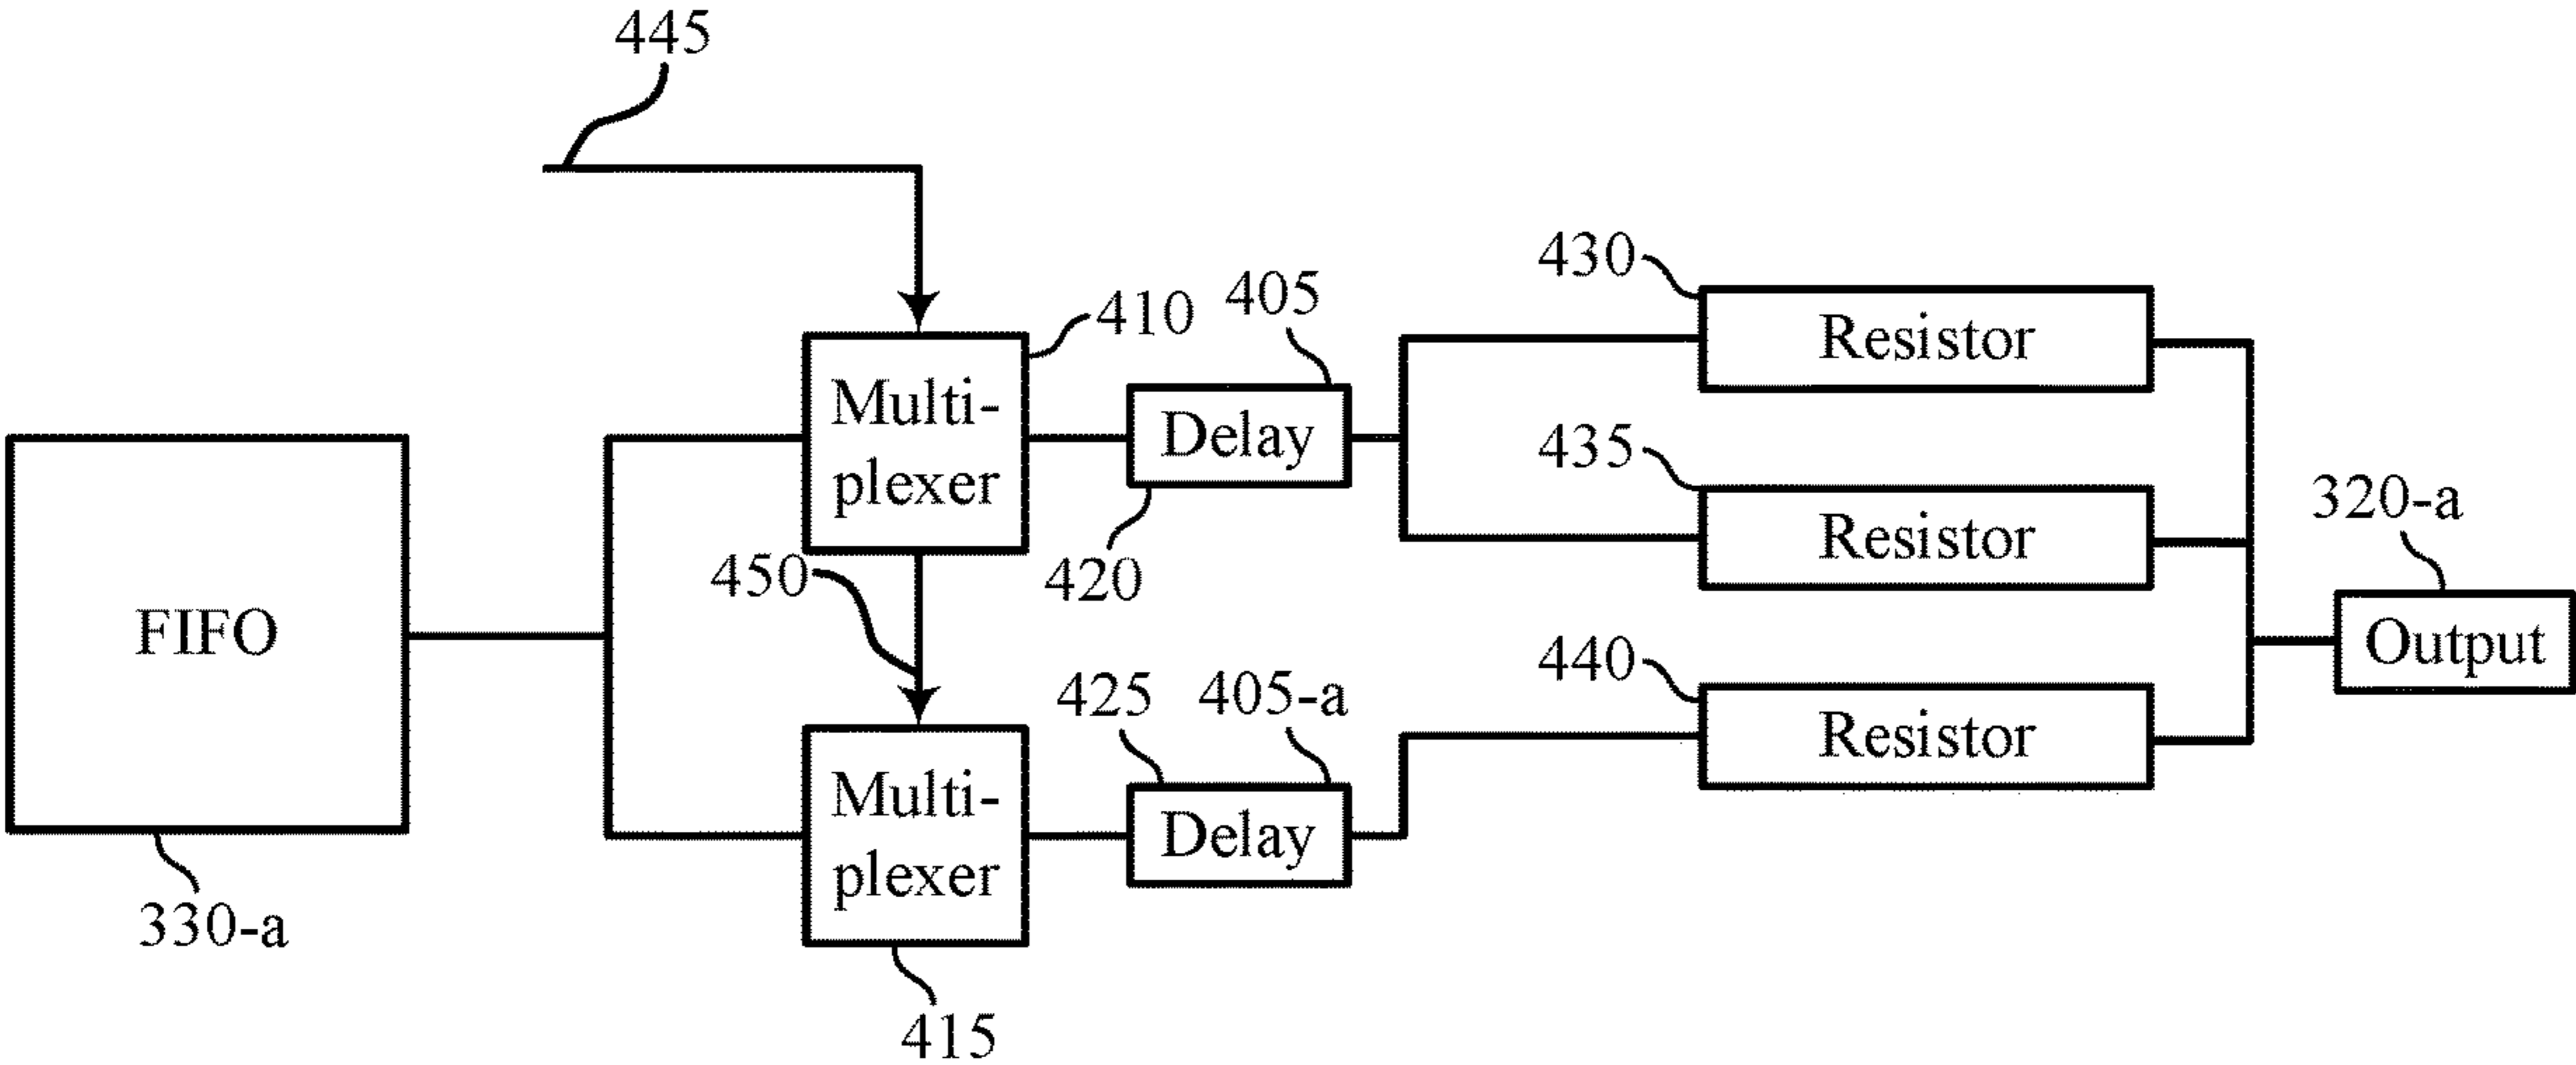 445
430
Resistor
405
410
Multi-
plexer
Delay
420
435
Resistor
320-a
Output
FIFO
330-a
450
425
405-a
440
Resistor
Multi-
plexer
Delay
415